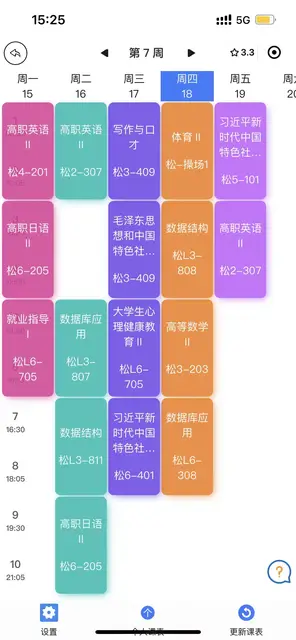 15:25
5G
第 7 周
3.3
周一
15
周二
16
周三
17
周四
18
周五
19
周六
20
高职英语
II
松4-201
高职英语
II
松2-307
写作与口
才
松3-409
体育 II
松-操场1
习近平新
时代中国
特色社...
松5-101
高职日语
II
松6-205
毛泽东思
想和中国
特色社...
松3-409
数据结构
松L3-
808
高职英语
II
松2-307
就业指导
I
松L6-
705
数据库应
用
松L3-
807
大学生心
理健康教
育 II
松L6-
705
高等数学
II
松3-203
7
16:30
数据结构
松L3-811
习近平新
时代中国
特色社...
松6-401
数据库应
用
松L6-
308
8
18:05
9
19:30
高职日语
II
松6-205
10
21:05
?
设置
个
个人课表
更新课表